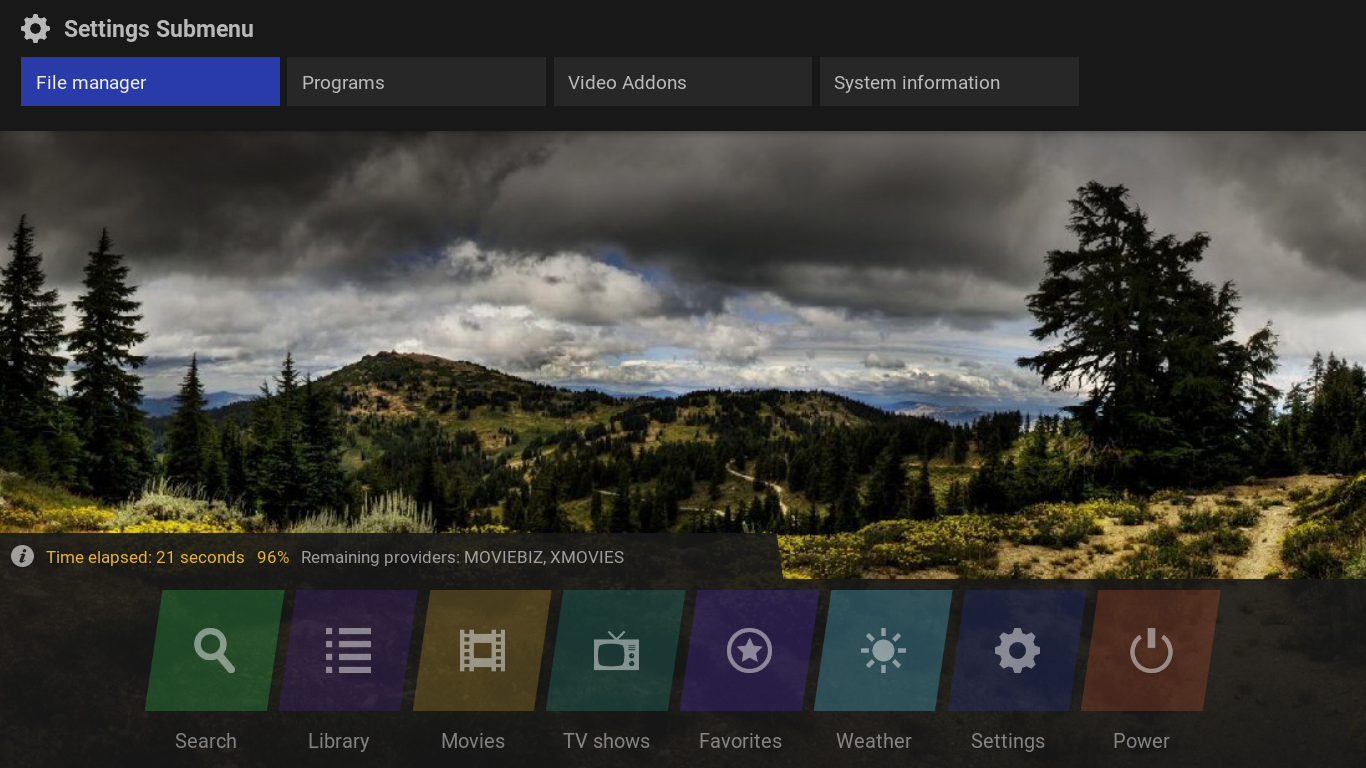 Settings Submenu
File manager Programs Video Addons System information
Time elapsed: 21 seconds 96% Remaining providers: MOVIEBIZ, XMOVIES
Search Library Movies TV shows Favorites Weather Settings Power